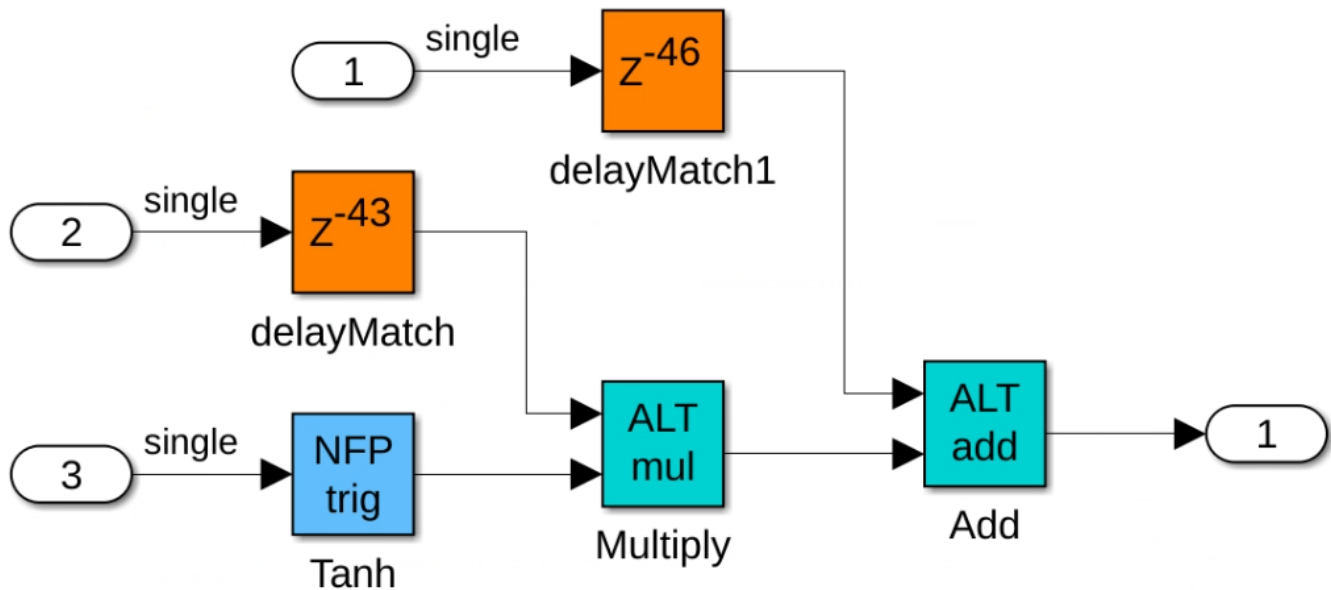 single
1
Z-46
delayMatch1
single
2
Z-43
delayMatch
single
3
NFP
trig
Tanh
ALT
mul
Multiply
ALT
add
Add
1